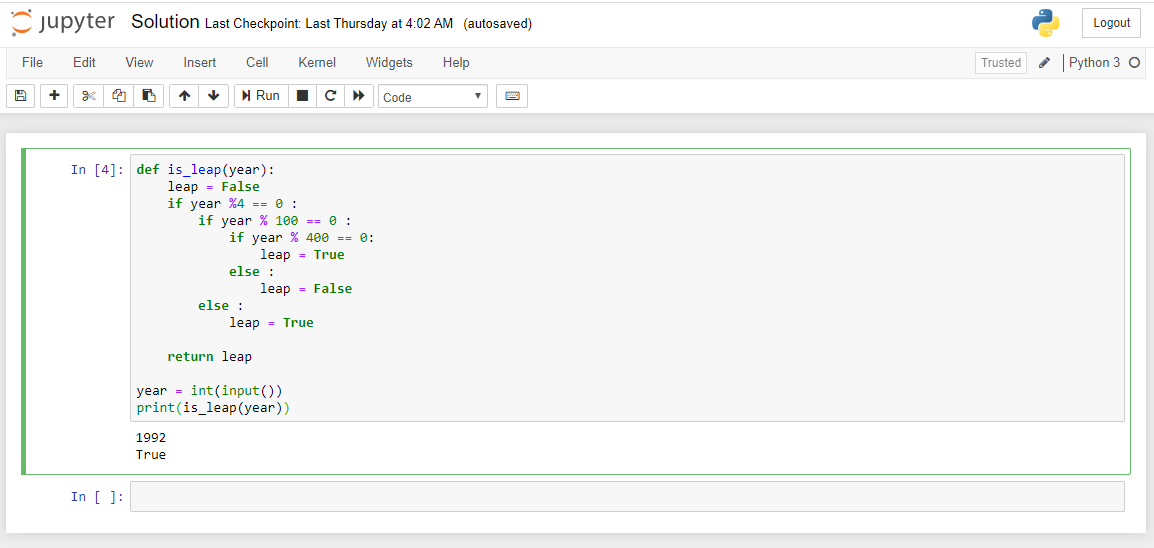 jupyter Solution Last Checkpoint: Last Thursday at 4:02 AM (autosaved) Logout
File Edit View Insert Cell Kernel Widgets Help Trusted Python 3
Run Code
In [4]: def is_leap(year):
    leap = False
    if year %4 == 0 :
        if year % 100 == 0 :
            if year % 400 == 0:
                leap = True
            else :
                leap = False
        else :
            leap = True
    return leap
year = int(input())
print(is_leap(year))
1992
True
In [ ]: